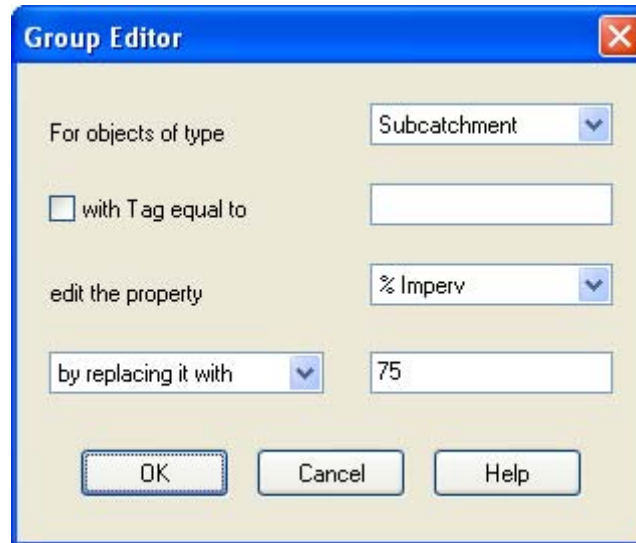 Group Editor
For objects of type Subcatchment
with Tag equal to
edit the property % Imperv
by replacing it with 75
OK Cancel Help